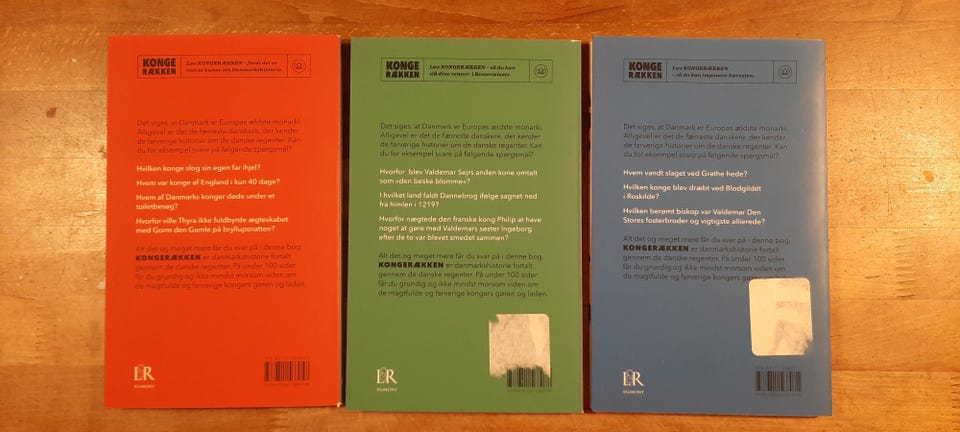 KONGE
RÆKKEN
Læs KONGERÆKKEN - fordi det er
sejt at kunne sin Danmarkshistorie.
Det siges, at Danmark er Europas ældste monarki.
Alligevel er det de færreste danskere, der kender
de farverige historier om de danske regenter. Kan
du for eksempel svare på følgende spørgsmål?
Hvilken konge slog sin egen far ihjel?
Hvem var konge af England i kun 40 dage?
Hvem af Danmarks konger døde under et
toiletbesøg?
Hvorfor ville Thyra ikke fuldbyrde ægteskabet
med Gorm den Gamle på bryllupsnatten?
Alt det og meget mere får du svar på i denne bog.
KONGERÆKKEN er danmarkshistorie fortalt
gennem de danske regenter. På under 100 sider
får du grundig og ikke mindst morsom viden om
de magtfulde og farverige kongers gøren og laden.
L&R
EGMONT
KONGE
RÆKKEN
Læs KONGERÆKKEN - så du kan
slå dine venner i Bezzerwizzer.
Det siges, at Danmark er Europas ældste monarki.
Alligevel er det de færreste danskere, der kender
de farverige historier om de danske regenter. Kan
du for eksempel svare på følgende spørgsmål?
Hvorfor blev Valdemar Sejrs anden kone omtalt
som »den beske blomme«?
I hvilket land faldt Dannebrog ifølge sagnet ned
fra himlen i 1219?
Hvorfor nægtede den franske kong Philip at have
noget at gøre med Valdemars søster Ingeborg
efter de to var blevet smedet sammen?
Alt det og meget mere får du svar på i denne bog.
KONGERÆKKEN er danmarkshistorie fortalt
gennem de danske regenter. På under 100 sider
får du grundig og ikke mindst morsom viden om
de magtfulde og farverige kongers gøren og laden.
L&R
EGMONT
KONGE
RÆKKEN
Læs KONGERÆKKEN
- så du kan imponere læreren.
Det siges, at Danmark er Europas ældste monarki.
Alligevel er det de færreste danskere, der kender
de farverige historier om de danske regenter. Kan
du for eksempel svare på følgende spørgsmål?
Hvem vandt slaget ved Grathe hede?
Hvilken konge blev dræbt ved Blodgildet
i Roskilde?
Hvilken berømt biskop var Valdemar Den
Stores fosterbroder og vigtigste allierede?
Alt det og meget mere får du svar på i denne bog.
KONGERÆKKEN er danmarkshistorie fortalt
gennem de danske regenter. På under 100 sider
får du grundig og ikke mindst morsom viden om
de magtfulde og farverige kongers gøren og laden.
L&R
EGMONT